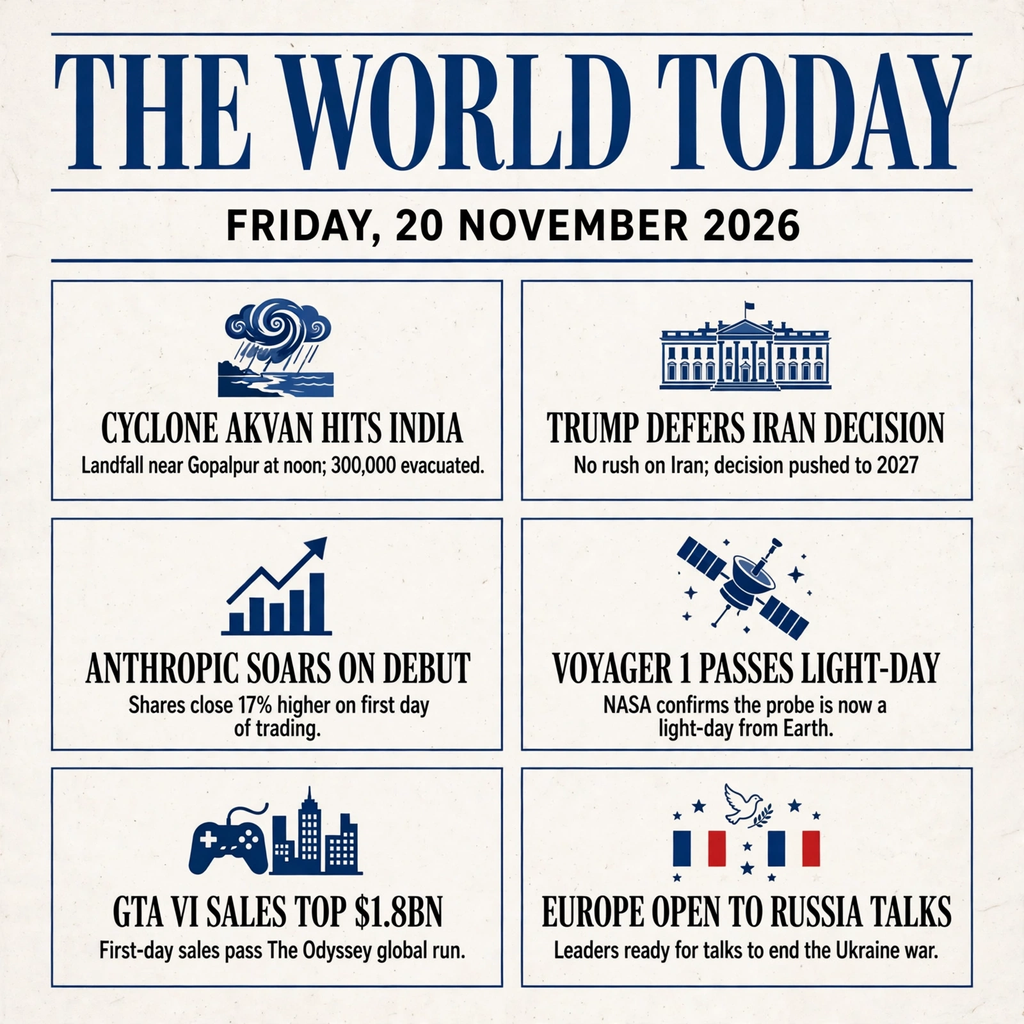 THE WORLD TODAY
FRIDAY, 20 NOVEMBER 2026
CYCLONE AKVAN HITS INDIA
Landfall near Gopalpur at noon; 300,000 evacuated.
TRUMP DEFERS IRAN DECISION
No rush on Iran; decision pushed to 2027
ANTHROPIC SOARS ON DEBUT
Shares close 17% higher on first day
of trading.
VOYAGER 1 PASSES LIGHT-DAY
NASA confirms the probe is now a
light-day from Earth.
GTA VI SALES TOP $1.8BN
First-day sales pass The Odyssey global run.
EUROPE OPEN TO RUSSIA TALKS
Leaders ready for talks to end the Ukraine war.